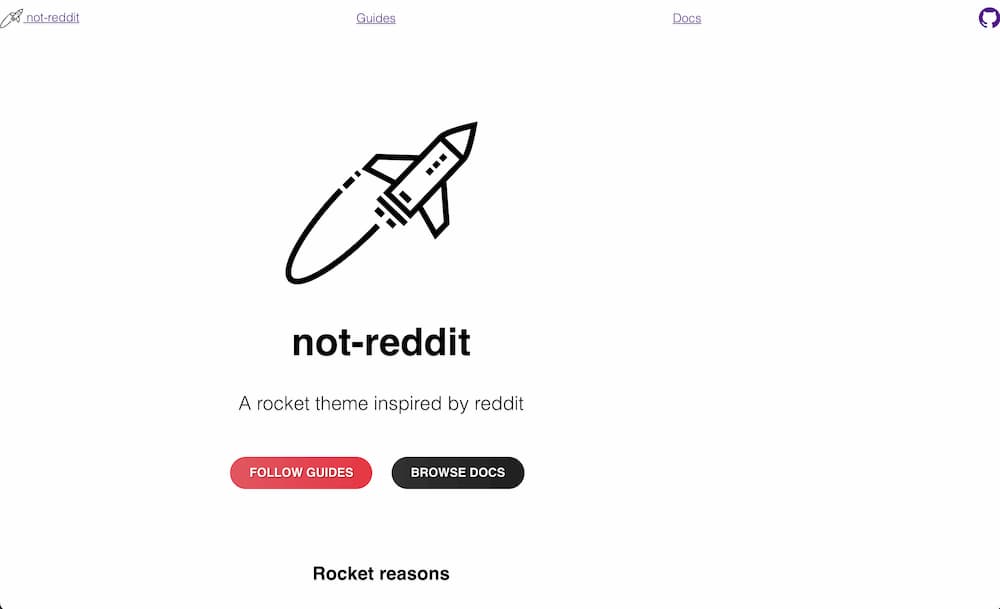 not-reddit
Guides
Docs
not-reddit
A rocket theme inspired by reddit
FOLLOW GUIDES
BROWSE DOCS
Rocket reasons